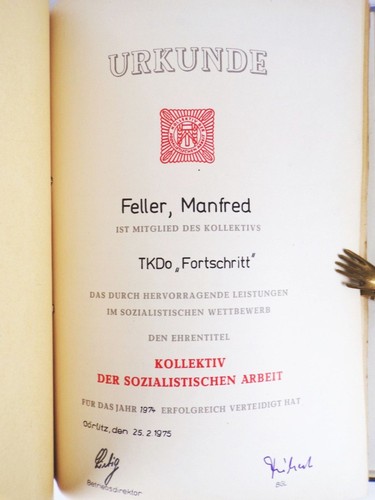 URKUNDE
Feller, Manfred
IST MITGLIED DES KOLLEKTIVS
TKDo „Fortschritt“
DAS DURCH HERVORRAGENDE LEISTUNGEN
IM SOZIALISTISCHEN WETTBEWERB
DEN EHRENTITEL
KOLLEKTIV
DER SOZIALISTISCHEN ARBEIT
FÜR DAS JAHR 1974 ERFOLGREICH VERTEIDIGT HAT
Görlitz, den 25.2.1975
Betriebsdirektor
BGL